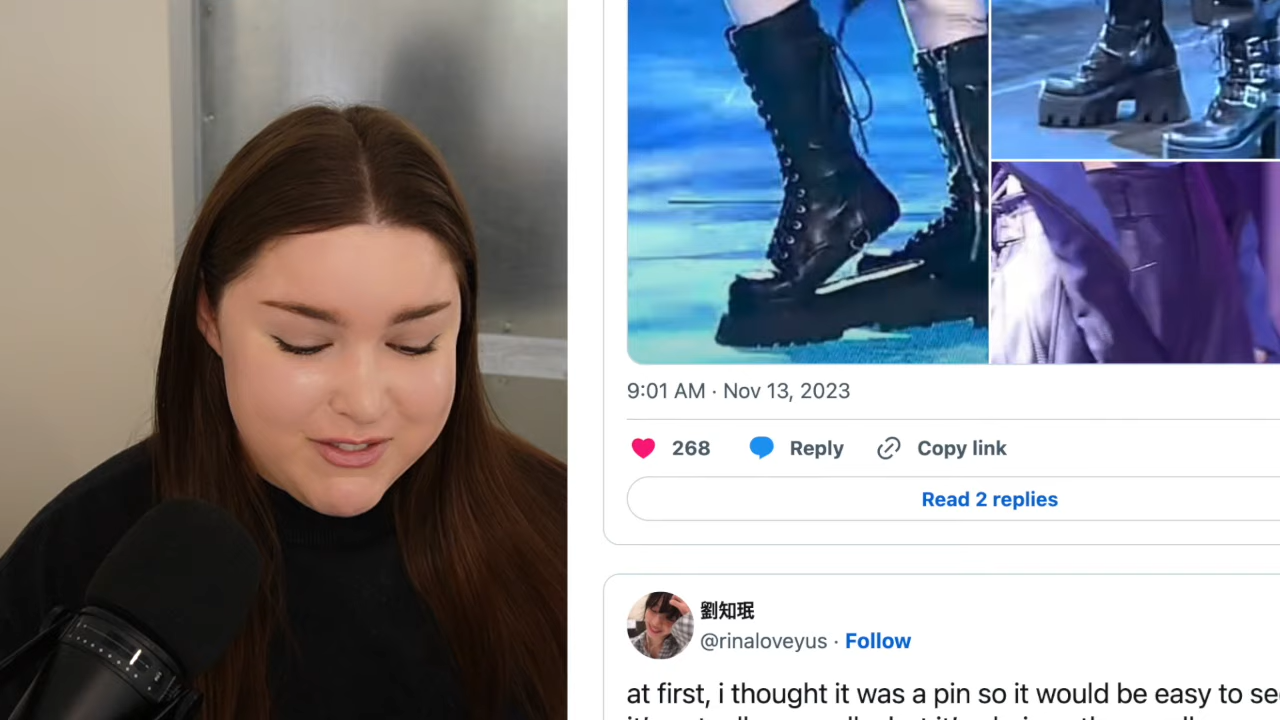 9:01 AM · Nov 13, 2023
268 Reply Copy link
Read 2 replies
劉知珉
@rinaloveyus · Follow
at first, i thought it was a pin so it would be easy to se